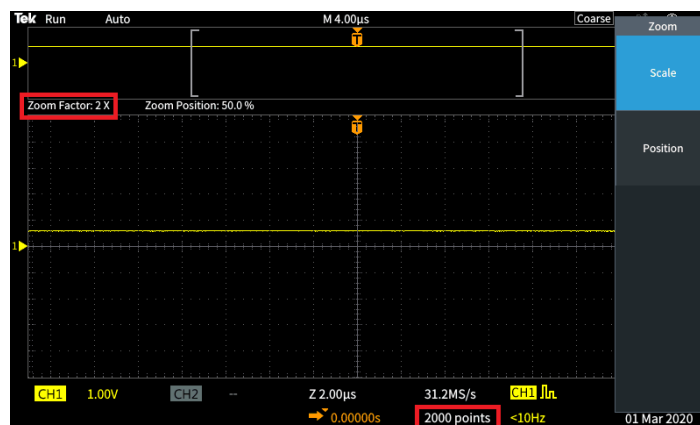 Tek Run Auto M 4.00µs Coarse
Zoom
T
1
Scale
Zoom Factor: 2 X Zoom Position: 50.0 %
T
Position
1
CH1 1.00V CH2 -- Z 2.00µs 31.2MS/s CH1
0.00000s 2000 points <10Hz 01 Mar 2020